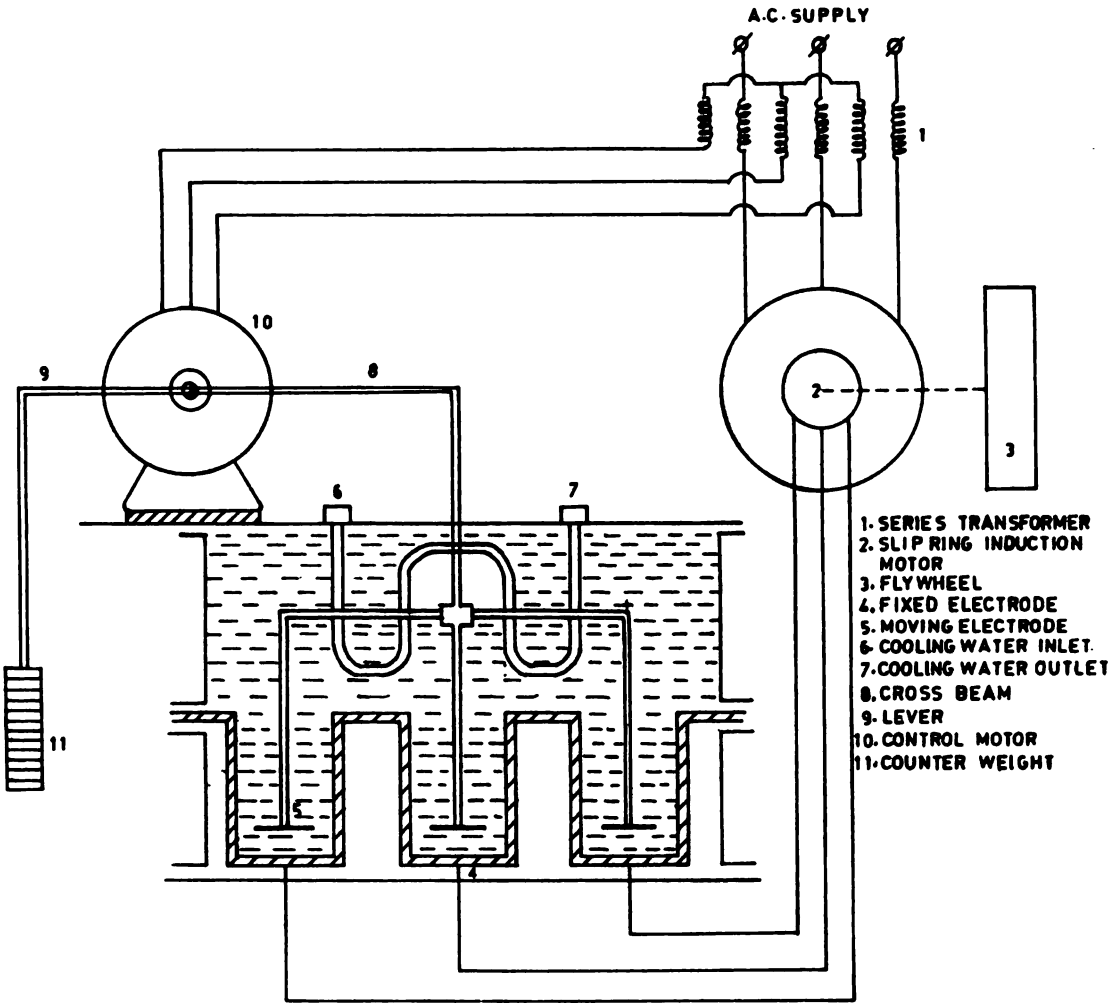 A.C. SUPPLY
1
10
9
8
2
3
6
7
11
5
4
1. SERIES TRANSFORMER
2. SLIP RING INDUCTION
MOTOR
3. FLYWHEEL
4. FIXED ELECTRODE
5. MOVING ELECTRODE
6. COOLING WATER INLET.
7. COOLING WATER OUTLET
8. CROSS BEAM
9. LEVER
10. CONTROL MOTOR
11. COUNTER WEIGHT